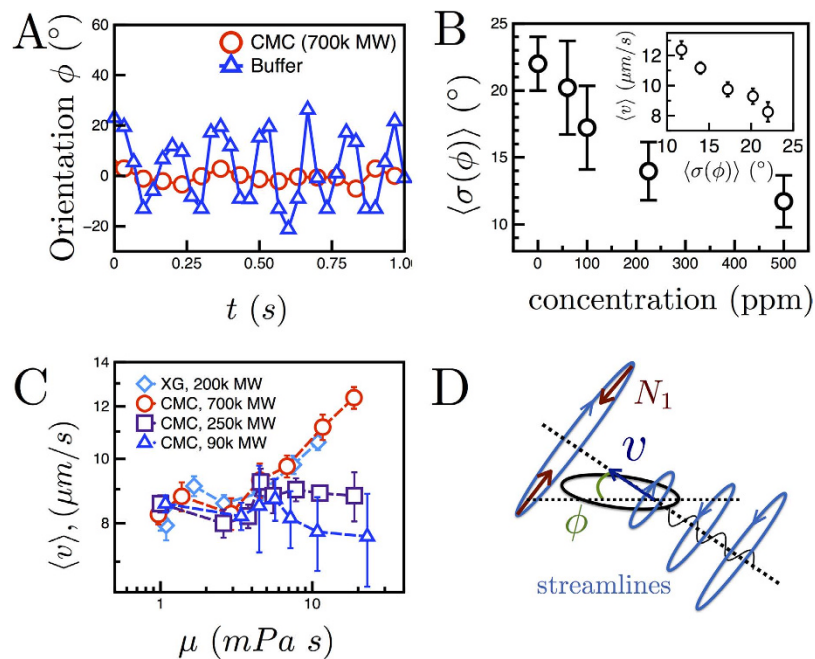 A
Orientation ϕ (°)
60
40
20
0
−20
CMC (700k MW)
Buffer
0
0.25
0.50
0.75
1.00
t (s)
B
⟨σ(ϕ)⟩ (°)
25
20
15
10
0
100
200
300
400
500
concentration (ppm)
⟨v⟩ (μm/s)
12
10
8
10
15
20
25
⟨σ(ϕ)⟩ (°)
C
⟨v⟩, (μm/s)
14
12
10
8
XG, 200k MW
CMC, 700k MW
CMC, 250k MW
CMC, 90k MW
1
10
μ (mPa s)
D
N1
v
ϕ
streamlines